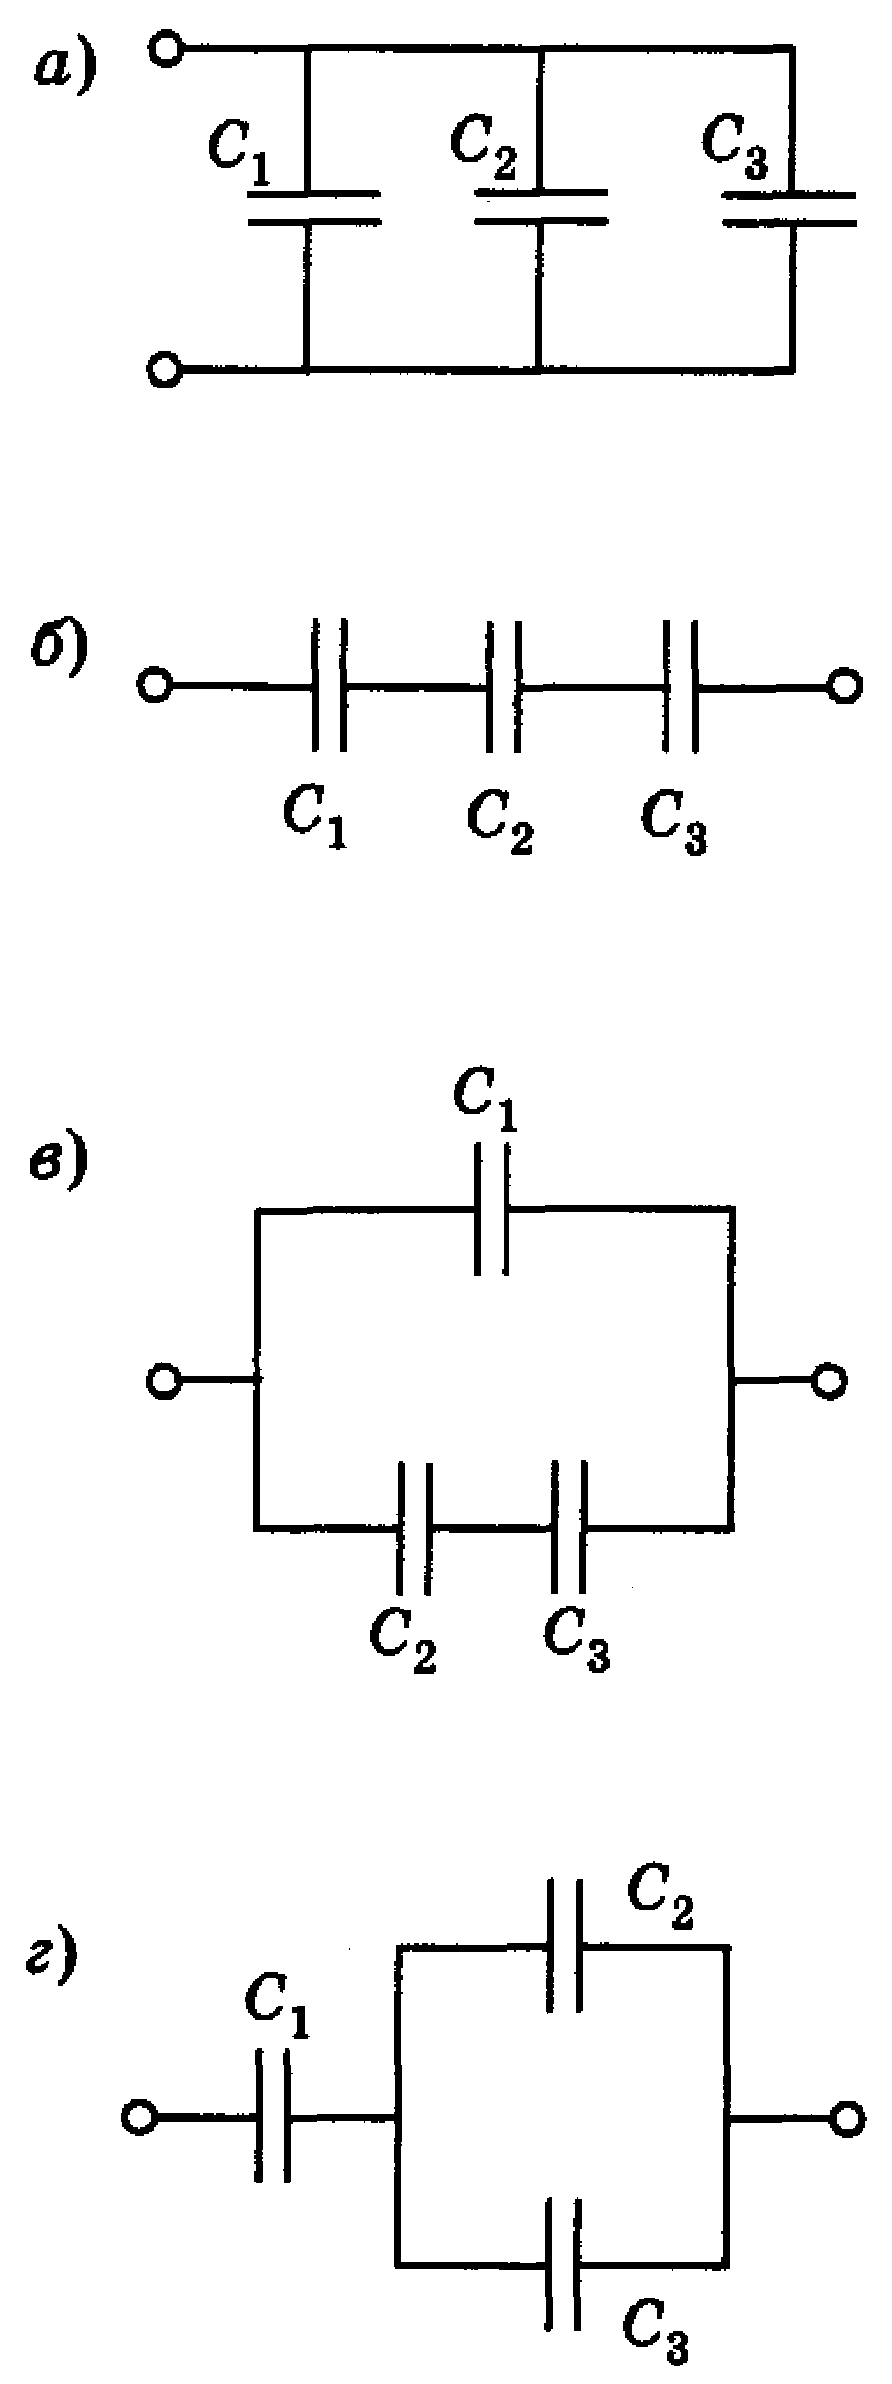 а)
C₁ C₂ C₃
б)
C₁ C₂ C₃
C₁
в)
C₂ C₃
C₂
г)
C₁
C₃